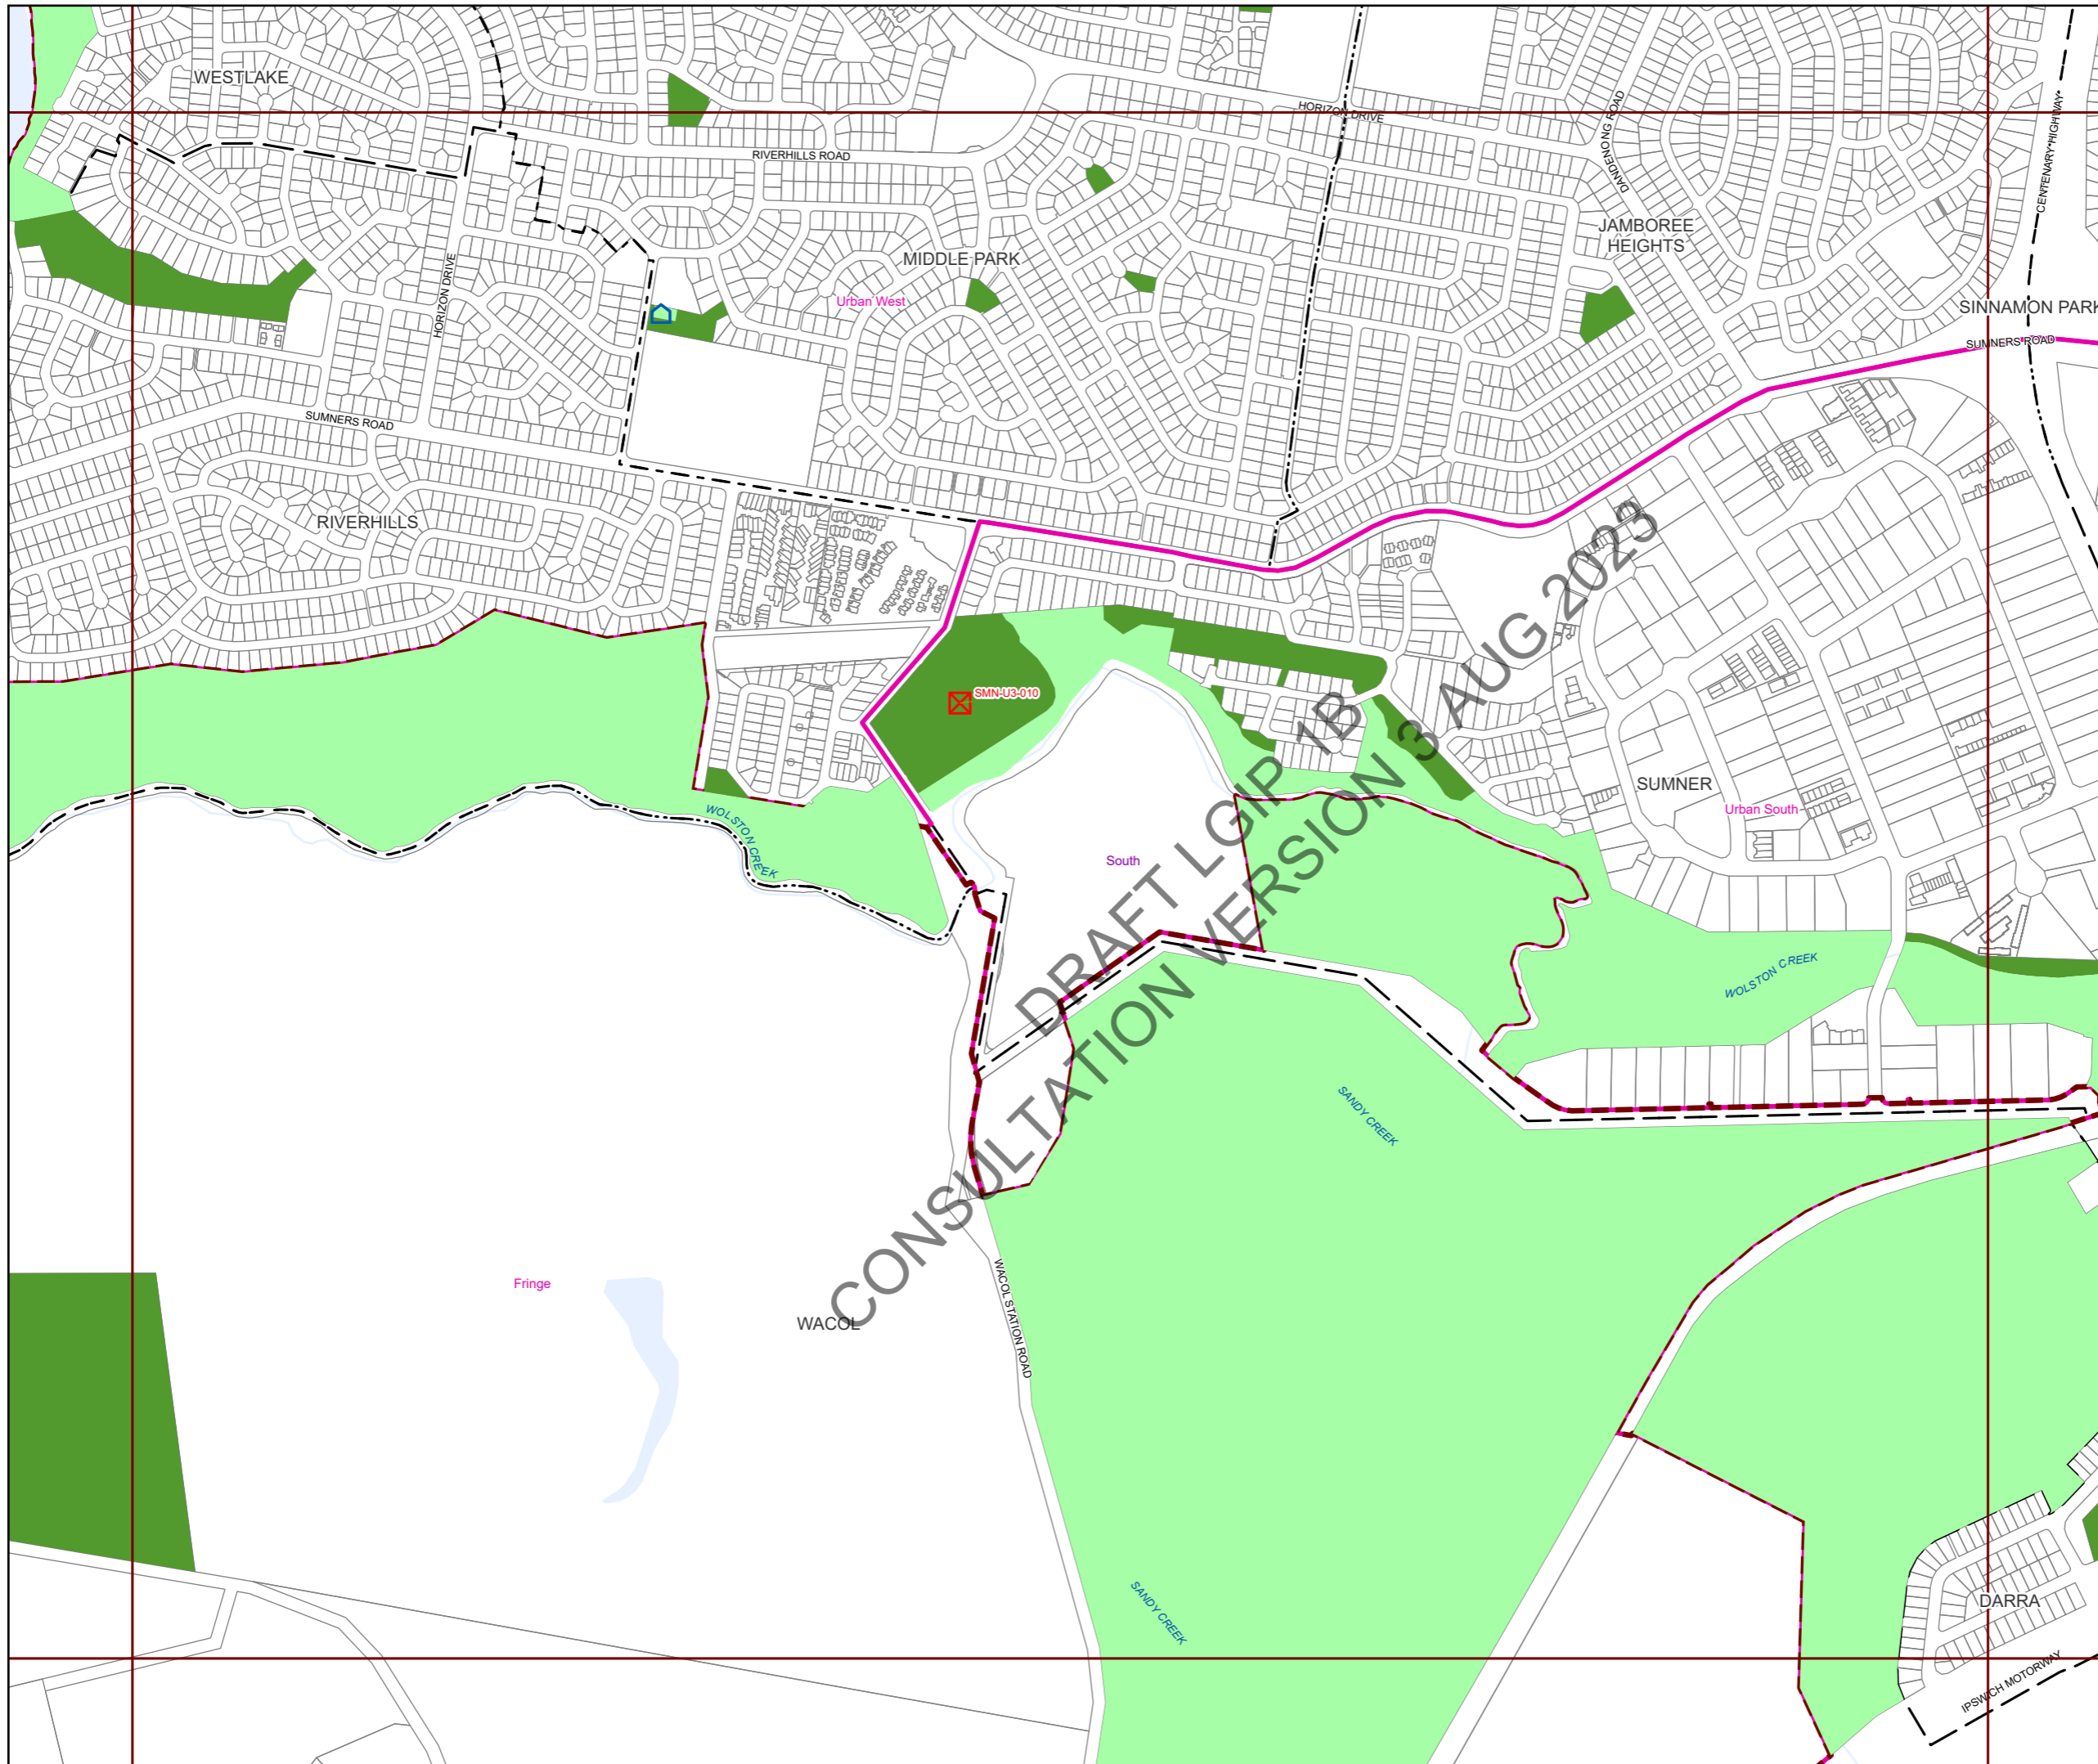 WESTLAKE
HORIZON DRIVE
DANDENONG ROAD
CENTENARY HIGHWAY
RIVERHILLS ROAD
JAMBOREE
HEIGHTS
MIDDLE PARK
HORIZON DRIVE
Urban West
SINNAMON PARK
SUMNERS ROAD
SUMNERS ROAD
RIVERHILLS
SMN-U3-010
SUMNER
Urban South
WOLSTON CREEK
South
WOLSTON CREEK
DRAFT LGIP 1B
CONSULTATION VERSION 3 AUG 2023
SANDY CREEK
Fringe
WACOL
WACOL STATION ROAD
SANDY CREEK
DARRA
IPSWICH MOTORWAY